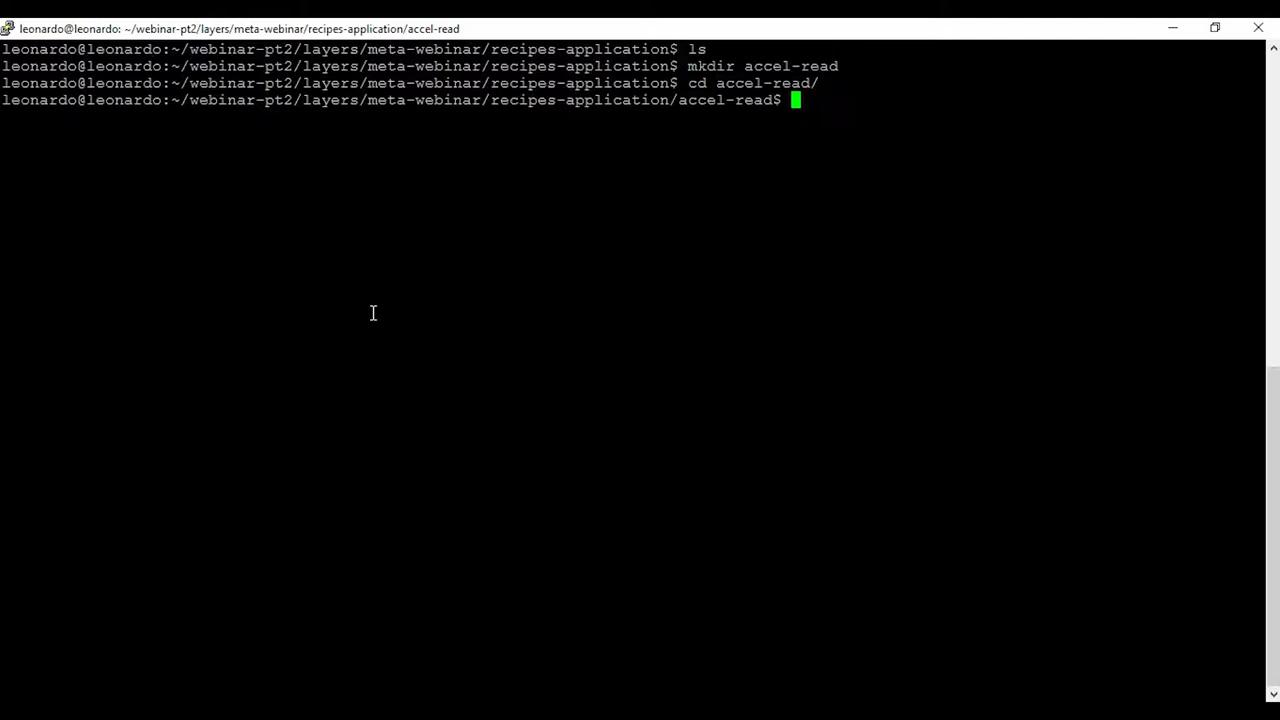 leonardo@leonardo: ~/webinar-pt2/layers/meta-webinar/recipes-application/accel-read
leonardo@leonardo:~/webinar-pt2/layers/meta-webinar/recipes-application$ ls
leonardo@leonardo:~/webinar-pt2/layers/meta-webinar/recipes-application$ mkdir accel-read
leonardo@leonardo:~/webinar-pt2/layers/meta-webinar/recipes-application$ cd accel-read/
leonardo@leonardo:~/webinar-pt2/layers/meta-webinar/recipes-application/accel-read$